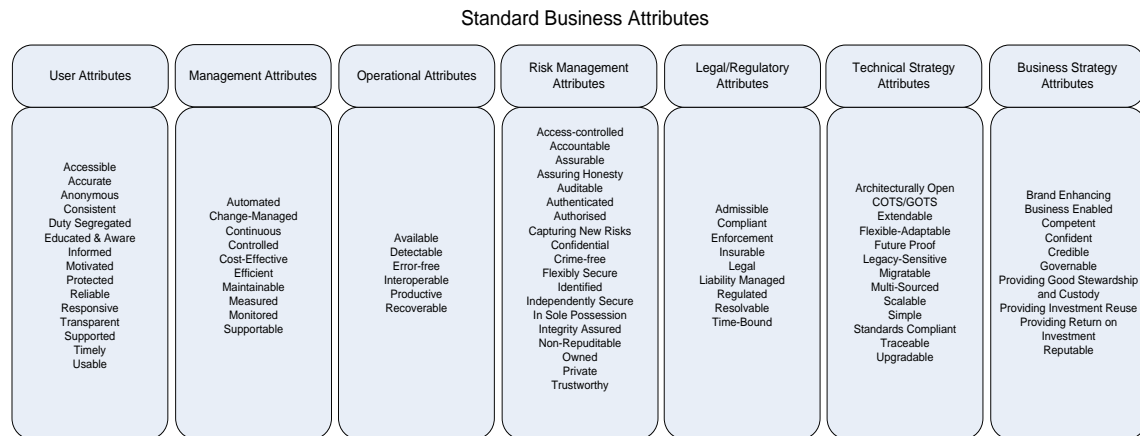 Standard Business Attributes
User Attributes
Management Attributes
Operational Attributes
Risk Management
Attributes
Legal/Regulatory
Attributes
Technical Strategy
Attributes
Business Strategy
Attributes
Accessible
Accurate
Anonymous
Consistent
Duty Segregated
Educated & Aware
Informed
Motivated
Protected
Reliable
Responsive
Transparent
Supported
Timely
Usable
Automated
Change-Managed
Continuous
Controlled
Cost-Effective
Efficient
Maintainable
Measured
Monitored
Supportable
Available
Detectable
Error-free
Interoperable
Productive
Recoverable
Access-controlled
Accountable
Assurable
Assuring Honesty
Auditable
Authenticated
Authorised
Capturing New Risks
Confidential
Crime-free
Flexibly Secure
Identified
Independently Secure
In Sole Possession
Integrity Assured
Non-Repuditable
Owned
Private
Trustworthy
Admissible
Compliant
Enforcement
Insurable
Legal
Liability Managed
Regulated
Resolvable
Time-Bound
Architecturally Open
COTS/GOTS
Extendable
Flexible-Adaptable
Future Proof
Legacy-Sensitive
Migratable
Multi-Sourced
Scalable
Simple
Standards Compliant
Traceable
Upgradable
Brand Enhancing
Business Enabled
Competent
Confident
Credible
Governable
Providing Good Stewardship
and Custody
Providing Investment Reuse
Providing Return on
Investment
Reputable